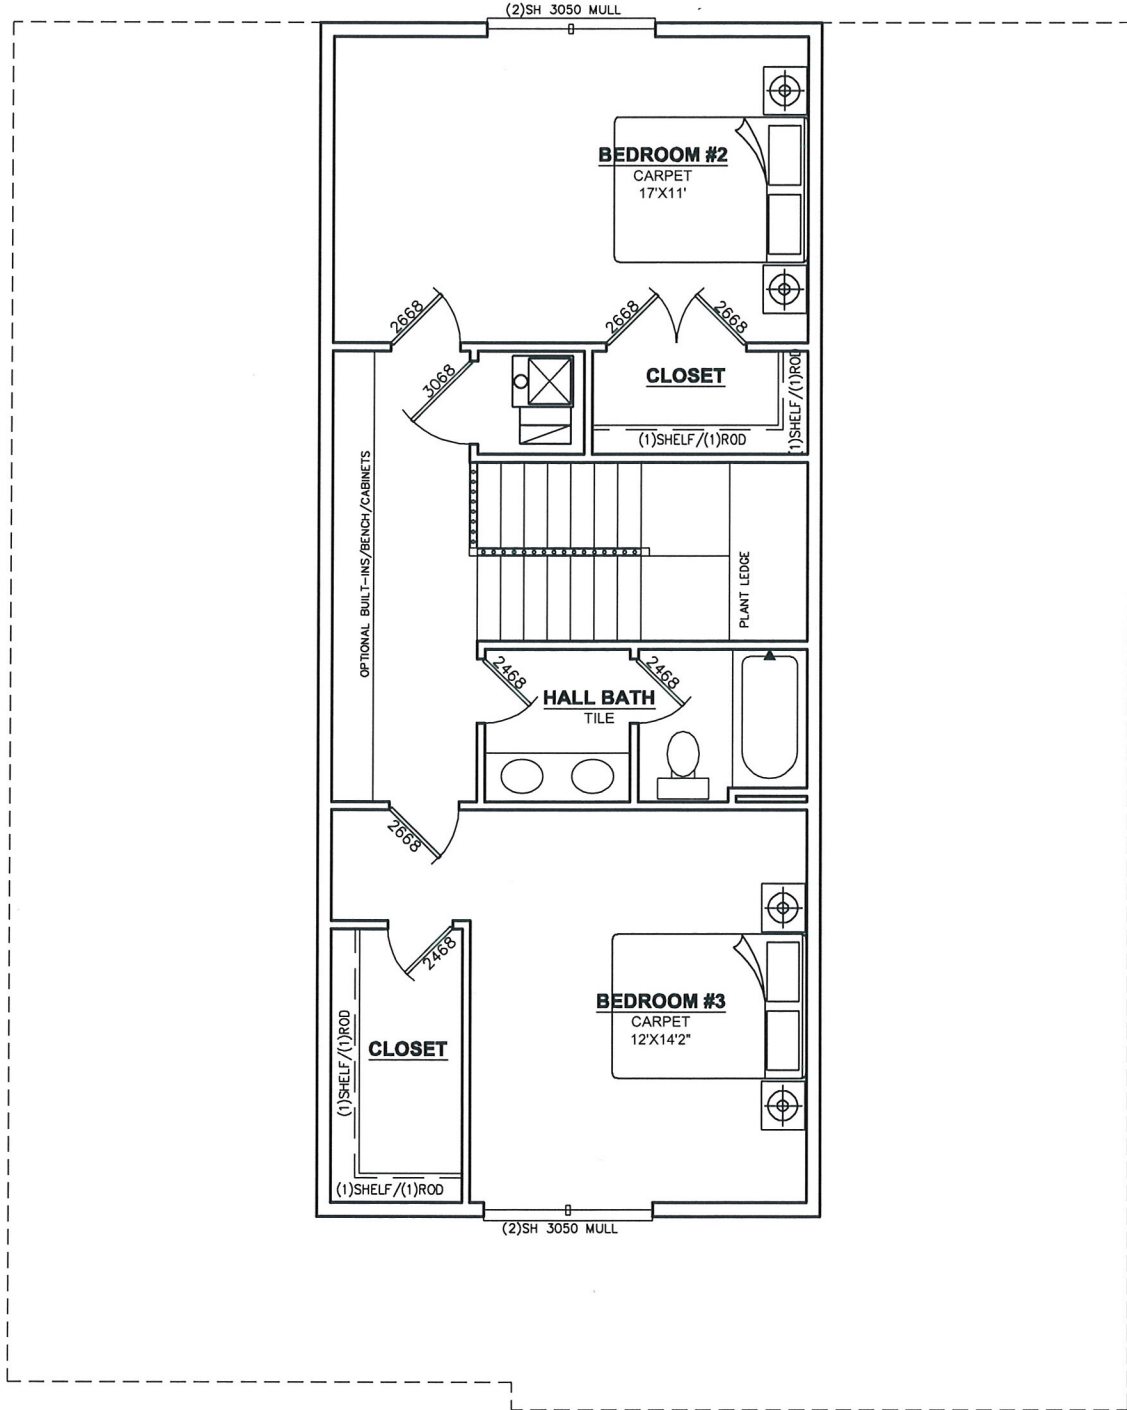 (2)SH 3050 MULL
BEDROOM #2
CARPET
17'X11'
2668
2668
2668
3068
CLOSET
(1)SHELF/(1)ROD
(1)SHELF/(1)ROD
OPTIONAL BUILT-INS/BENCH/CABINETS
PLANT LEDGE
2468
2468
HALL BATH
TILE
2668
2468
BEDROOM #3
CARPET
12'X14'2"
(1)SHELF/(1)ROD
CLOSET
(1)SHELF/(1)ROD
(2)SH 3050 MULL